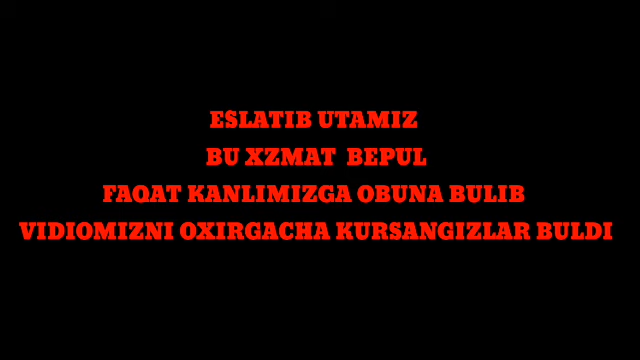 ESLATIB UTAMIZ
BU XZMAT BEPUL
FAQAT KANLIMIZGA OBUNA BULIB
VIDIOMIZNI OXIRGACHA KURSANGIZLAR BULDI